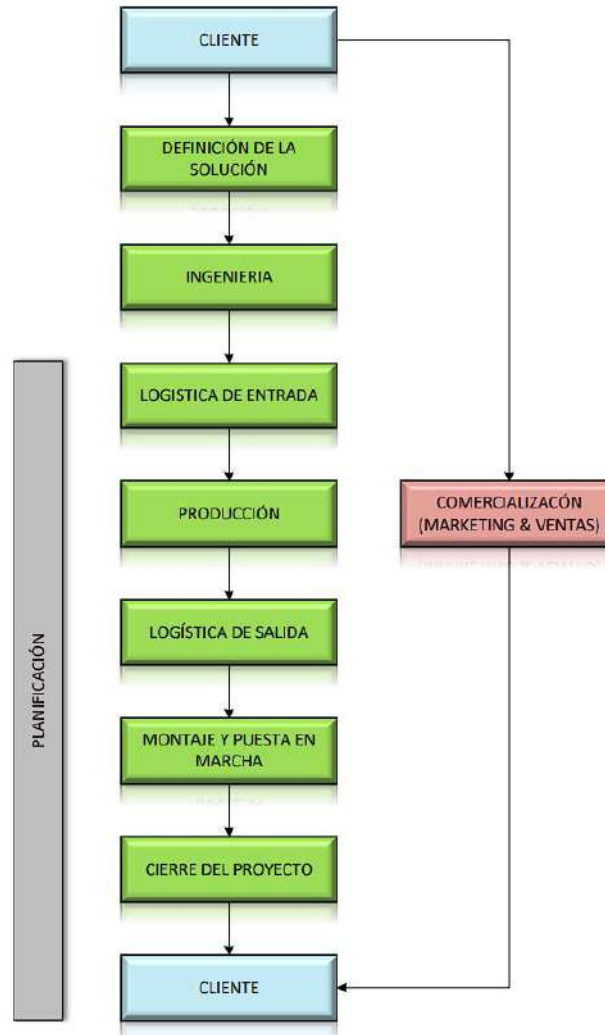 CLIENTE
DEFINICIÓN DE LA
SOLUCIÓN
INGENIERIA
LOGISTICA DE ENTRADA
PRODUCCIÓN
COMERCIALIZACÓN
(MARKETING & VENTAS)
LOGÍSTICA DE SALIDA
PLANIFICACIÓN
MONTAJE Y PUESTA EN
MARCHA
CIERRE DEL PROYECTO
CLIENTE